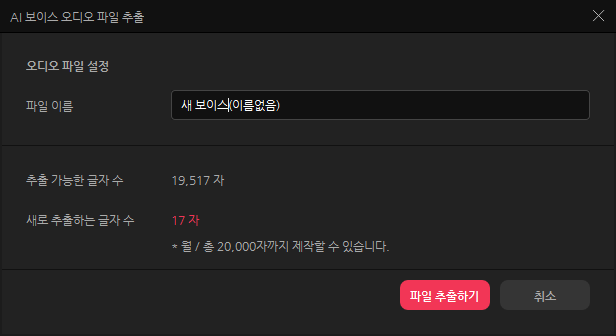 AI 보이스 오디오 파일 추출
오디오 파일 설정
파일 이름
새 보이스(이름없음)
추출 가능한 글자 수
19,517 자
새로 추출하는 글자 수
17 자
* 월 / 총 20,000자까지 제작할 수 있습니다.
파일 추출하기
취소